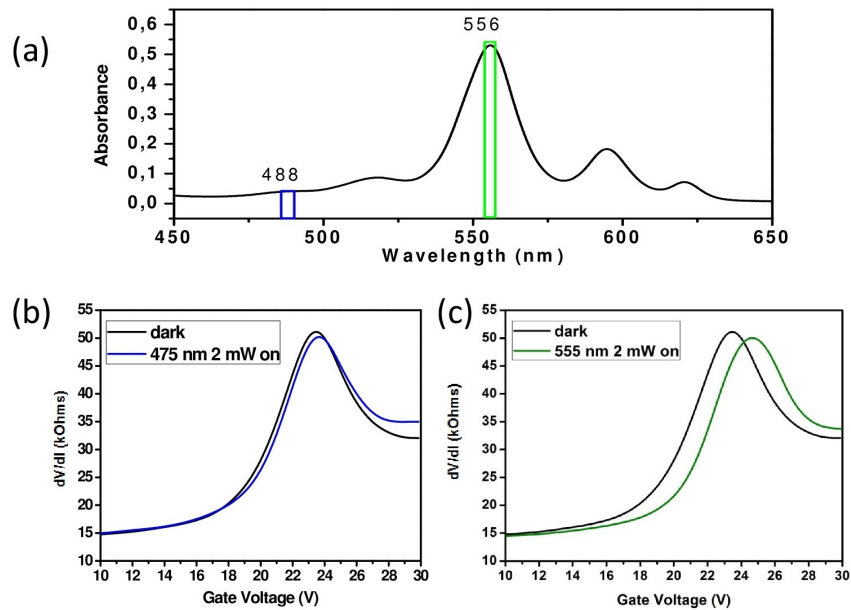 (a)
556
488
0,6
0,5
0,4
0,3
0,2
0,1
0,0
Absorbance
450 500 550 600 650
Wavelength (nm)
(b)
dark
475 nm 2 mW on
55
50
45
40
35
30
25
20
15
10
dV/dI (kOhms)
10 12 14 16 18 20 22 24 26 28 30
Gate Voltage (V)
(c)
dark
555 nm 2 mW on
55
50
45
40
35
30
25
20
15
10
dV/dI (kOhms)
10 12 14 16 18 20 22 24 26 28 30
Gate Voltage (V)